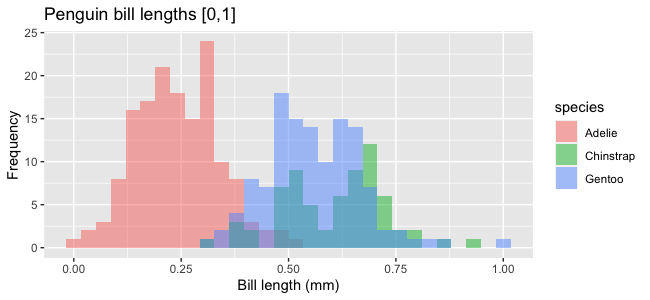 Penguin bill lengths [0,1]
25
20
15
10
5
0
Frequency
0.00
0.25
0.50
0.75
1.00
Bill length (mm)
species
Adelie
Chinstrap
Gentoo